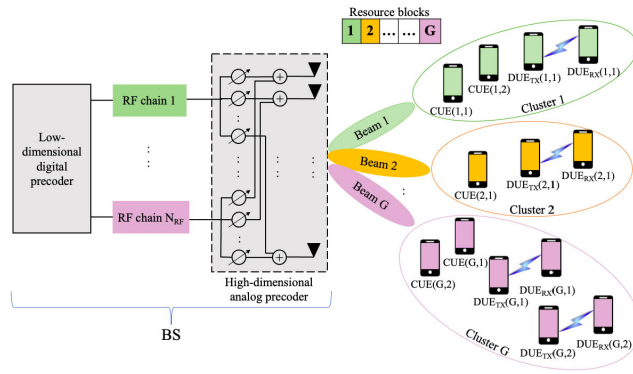 Resource blocks
1 2 ... ... G
RF chain 1
Low-
dimensional
digital
precoder
RF chain N_RF
High-dimensional
analog precoder
BS
Beam 1
Beam 2
Beam G
CUE(1,1)
CUE(1,2)
DUE_TX(1,1)
DUE_RX(1,1)
Cluster 1
CUE(2,1)
DUE_TX(2,1)
DUE_RX(2,1)
Cluster 2
CUE(G,2)
CUE(G,1)
DUE_TX(G,1)
DUE_RX(G,1)
DUE_TX(G,2)
DUE_RX(G,2)
Cluster G